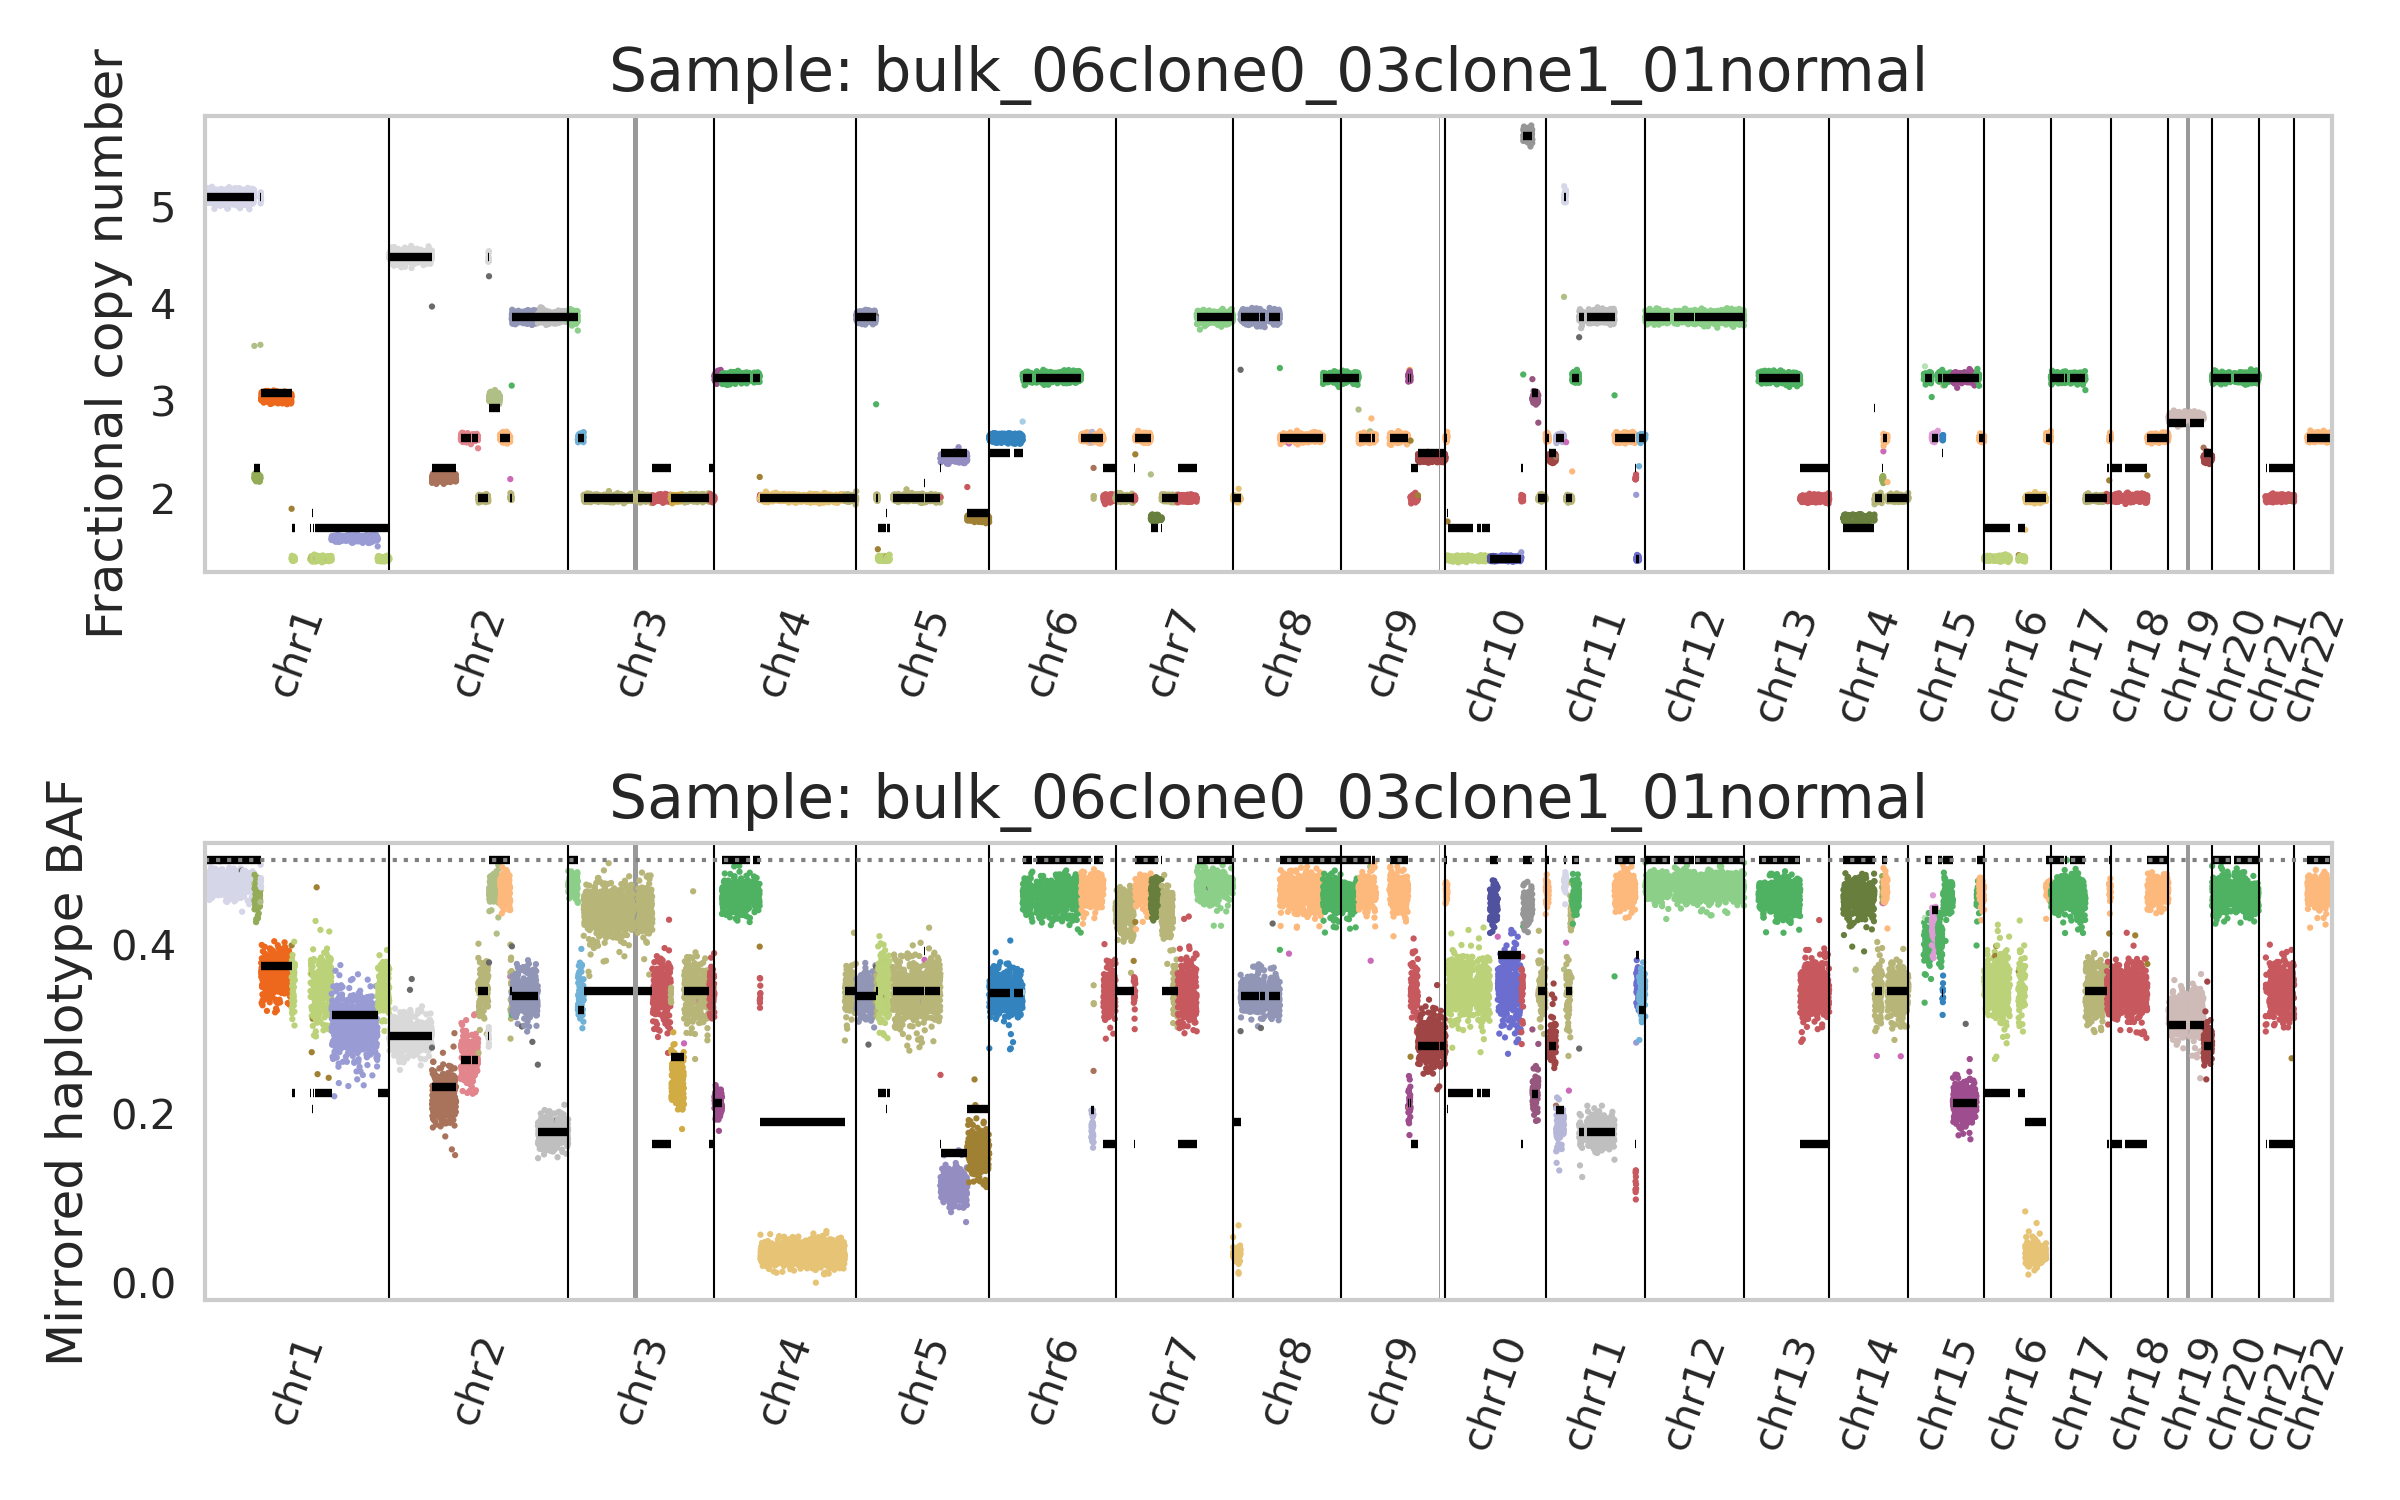 Sample: bulk_06clone0_03clone1_01normal
Fractional copy number
5
4
3
2
chr1
chr2
chr3
chr4
chr5
chr6
chr7
chr8
chr9
chr10
chr11
chr12
chr13
chr14
chr15
chr16
chr17
chr18
chr19
chr20
chr21
chr22
Sample: bulk_06clone0_03clone1_01normal
Mirrored haplotype BAF
0.4
0.2
0.0
chr1
chr2
chr3
chr4
chr5
chr6
chr7
chr8
chr9
chr10
chr11
chr12
chr13
chr14
chr15
chr16
chr17
chr18
chr19
chr20
chr21
chr22